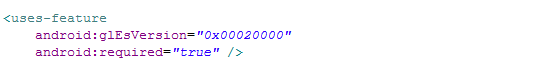 <uses-feature
android:glEsVersion="0x00020000"
android:required="true" />